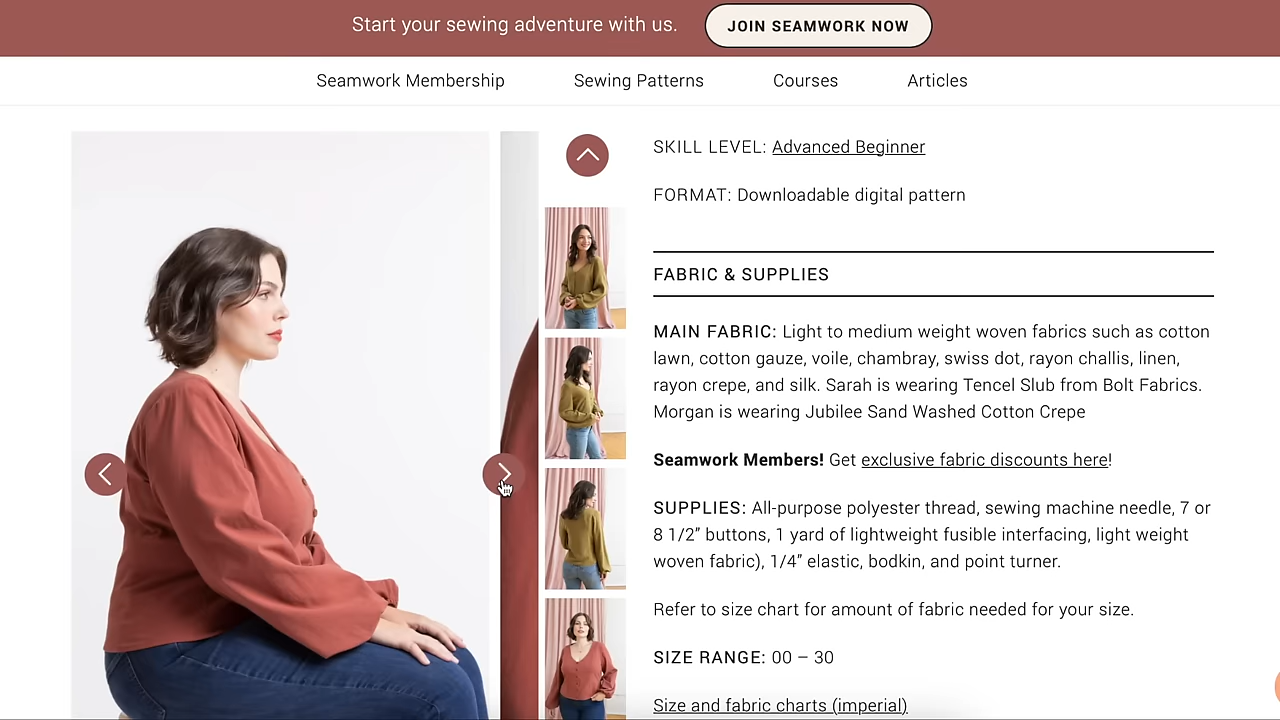 Start your sewing adventure with us.
JOIN SEAMWORK NOW
Seamwork Membership
Sewing Patterns
Courses
Articles
SKILL LEVEL: Advanced Beginner
FORMAT: Downloadable digital pattern
FABRIC & SUPPLIES
MAIN FABRIC: Light to medium weight woven fabrics such as cotton
lawn, cotton gauze, voile, chambray, swiss dot, rayon challis, linen,
rayon crepe, and silk. Sarah is wearing Tencel Slub from Bolt Fabrics.
Morgan is wearing Jubilee Sand Washed Cotton Crepe
Seamwork Members! Get exclusive fabric discounts here!
SUPPLIES: All-purpose polyester thread, sewing machine needle, 7 or
8 1/2” buttons, 1 yard of lightweight fusible interfacing, light weight
woven fabric), 1/4” elastic, bodkin, and point turner.
Refer to size chart for amount of fabric needed for your size.
SIZE RANGE: 00 – 30
Size and fabric charts (imperial)